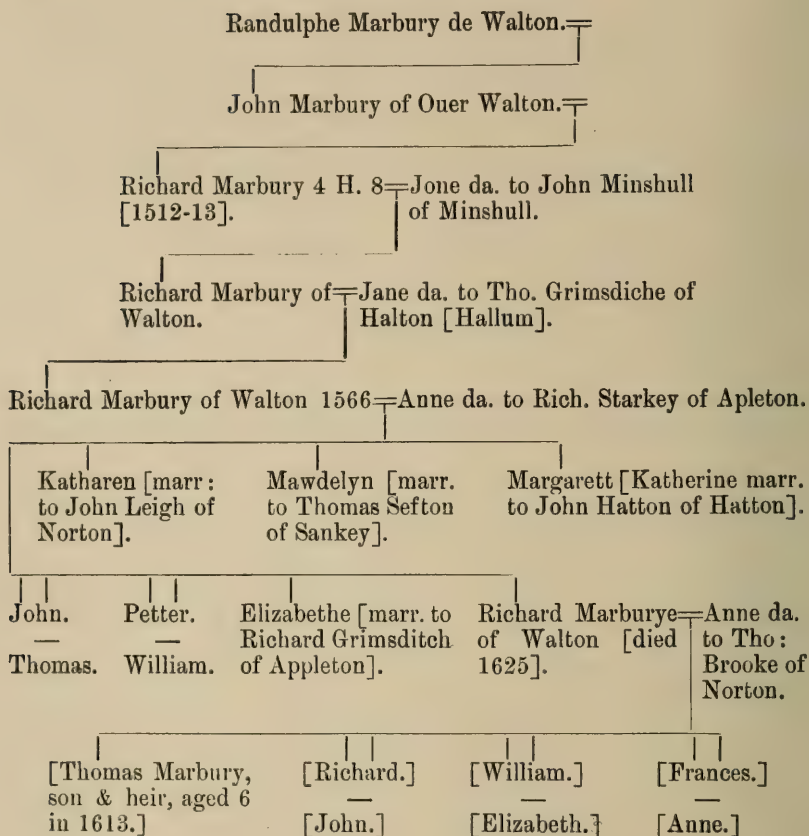 Randulphe Marbury de Walton.
John Marbury of Ouer Walton.
Richard Marbury 4 H. 8 Jone da. to John Minshull
[1512-13]. of Minshull.
Richard Marbury of Jane da. to Tho. Grimsdiche of
Walton. Halton [Hallum].
Richard Marbury of Walton 1566 Anne da. to Rich. Starkey of Apleton.
Katharen [marr:
to John Leigh of
Norton].
Mawdelyn [marr.
to Thomas Sefton
of Sankey].
Margarett [Katherine marr.
to John Hatton of Hatton].
John.
—
Thomas.
Petter.
—
William.
Elizabethe [marr. to
Richard Grimsditch
of Appleton].
Richard Marburye
of Walton [died
1625].
Anne da.
to Tho:
Brooke of
Norton.
[Thomas Marbury,
son & heir, aged 6
in 1613.]
[Richard.]
—
[John.]
[William.]
—
[Elizabeth.]
[Frances.]
—
[Anne.]